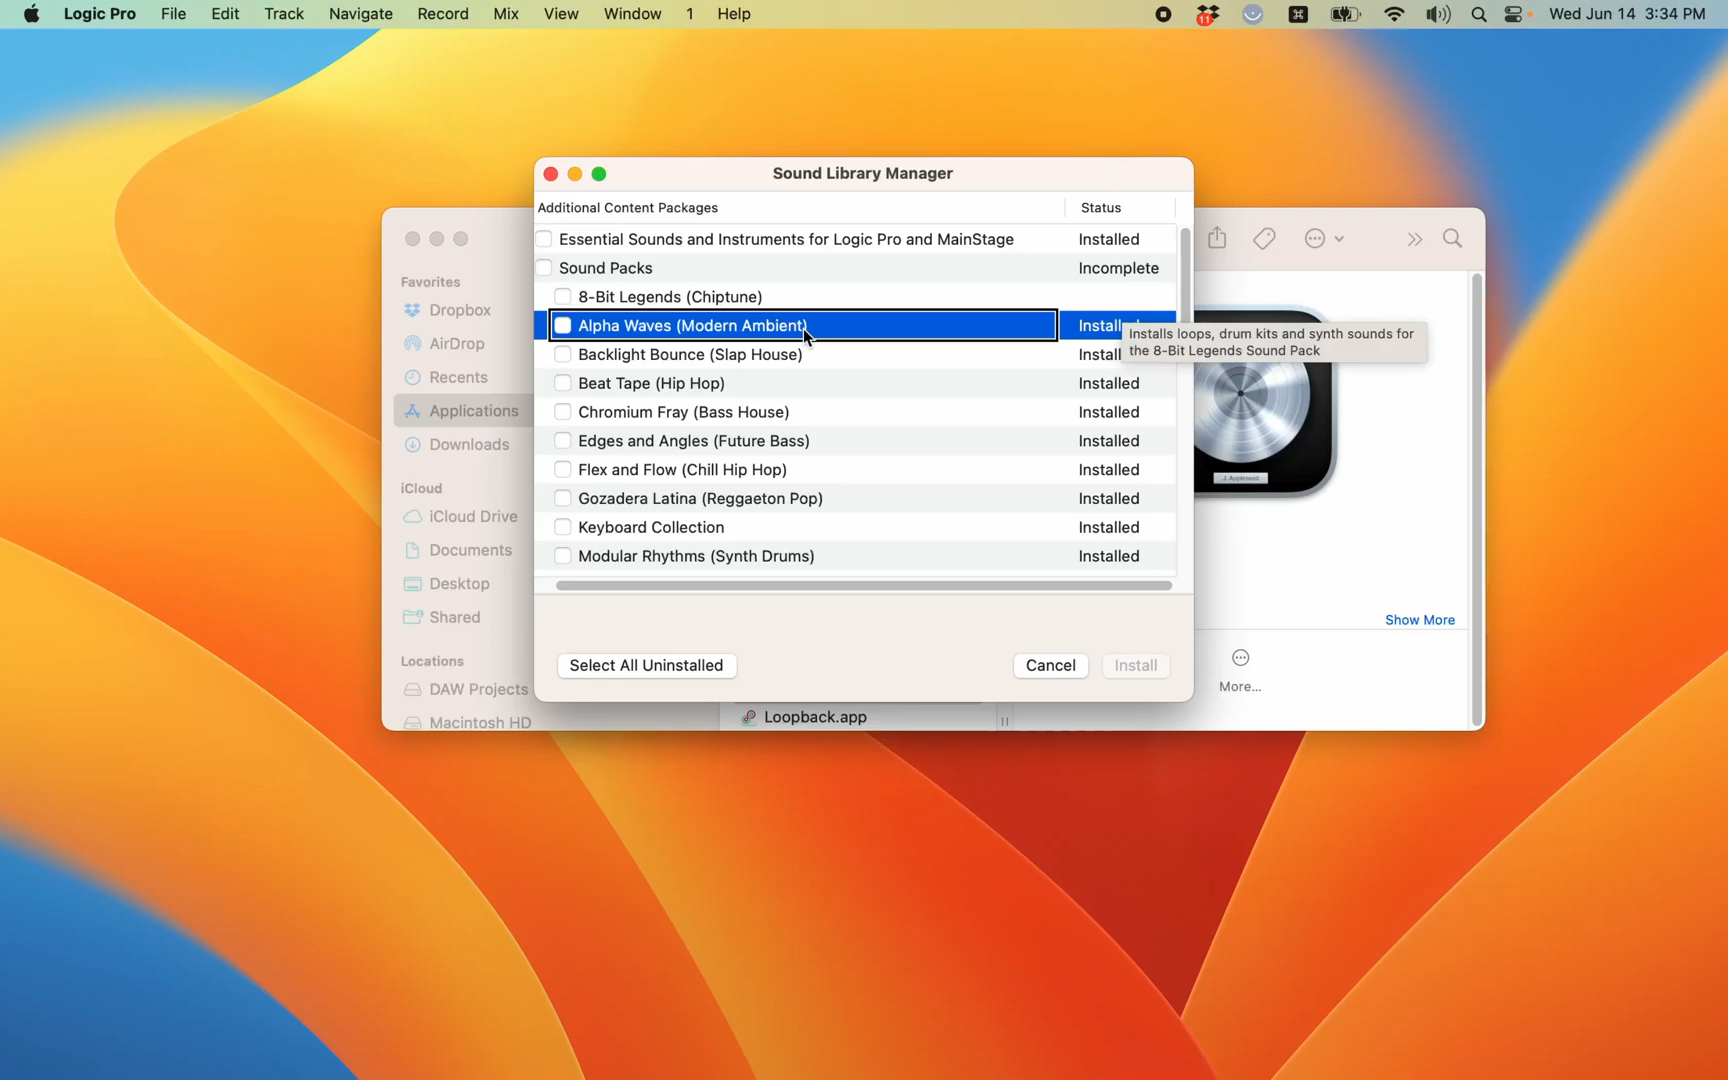 Logic Pro File Edit Track Navigate Record Mix View Window 1 Help 11 Wed Jun 14 3:34 PM
Sound Library Manager
Additional Content Packages Status
Essential Sounds and Instruments for Logic Pro and MainStage Installed
Sound Packs Incomplete
8-Bit Legends (Chiptune)
Alpha Waves (Modern Ambient) Install
Installs loops, drum kits and synth sounds for
the 8-Bit Legends Sound Pack
Backlight Bounce (Slap House) Install
Beat Tape (Hip Hop) Installed
Chromium Fray (Bass House) Installed
Edges and Angles (Future Bass) Installed
Flex and Flow (Chill Hip Hop) Installed
Gozadera Latina (Reggaeton Pop) Installed
Keyboard Collection Installed
Modular Rhythms (Synth Drums) Installed
Select All Uninstalled Cancel Install
Favorites
Dropbox
AirDrop
Recents
Applications
Downloads
iCloud
iCloud Drive
Documents
Desktop
Shared
Locations
DAW Projects
Macintosh HD
Loopback.app
J. Appleseed
Show More
More...